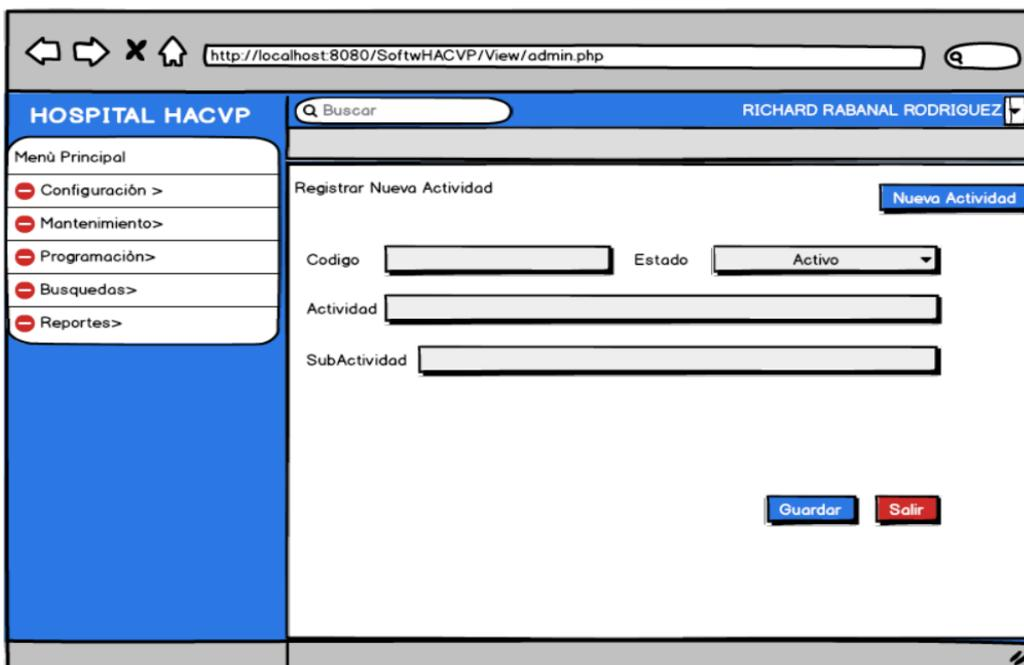 http://localhost:8080/SoftwHACVP/View/admin.php
HOSPITAL HACVP
Buscar
RICHARD RABANAL RODRIGUEZ
Menù Principal
Configuraciòn >
Mantenimiento>
Programaciòn>
Busquedas>
Reportes>
Registrar Nueva Actividad
Nueva Actividad
Codigo
Estado
Activo
Actividad
SubActividad
Guardar
Salir